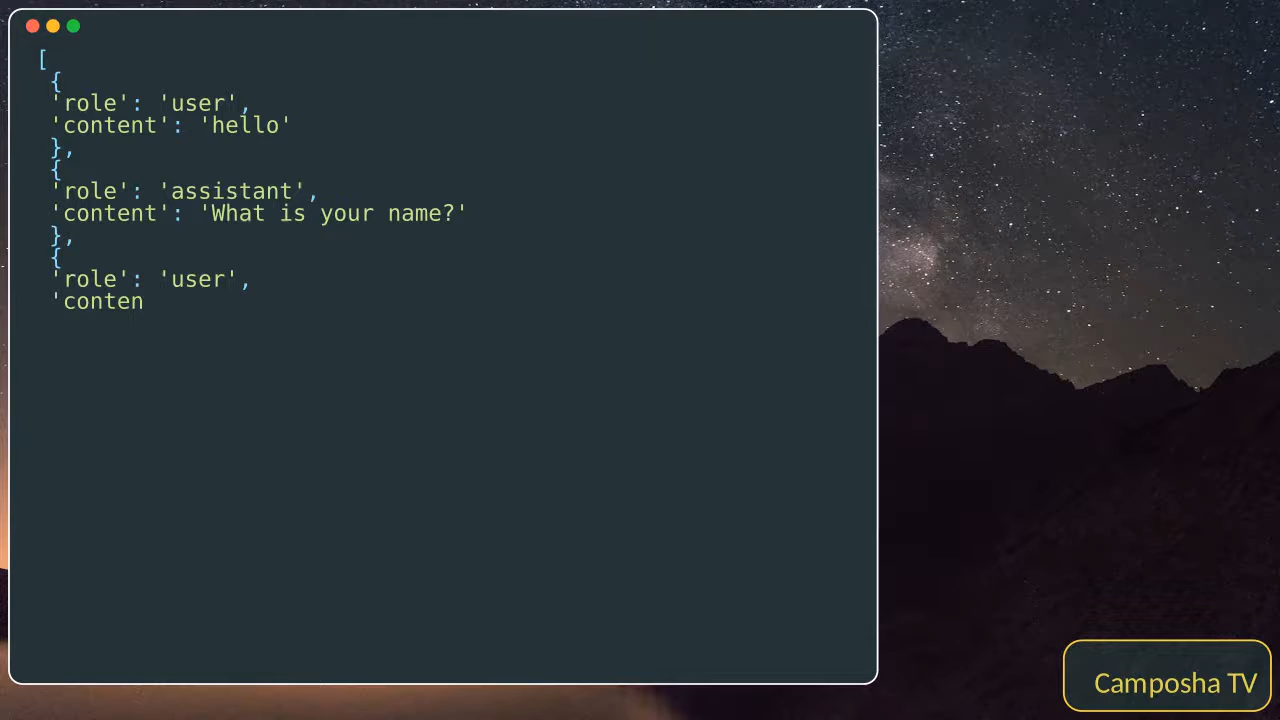 [
{
'role': 'user',
'content': 'hello'
},
{
'role': 'assistant',
'content': 'What is your name?'
},
{
'role': 'user',
'conten
Camposha TV